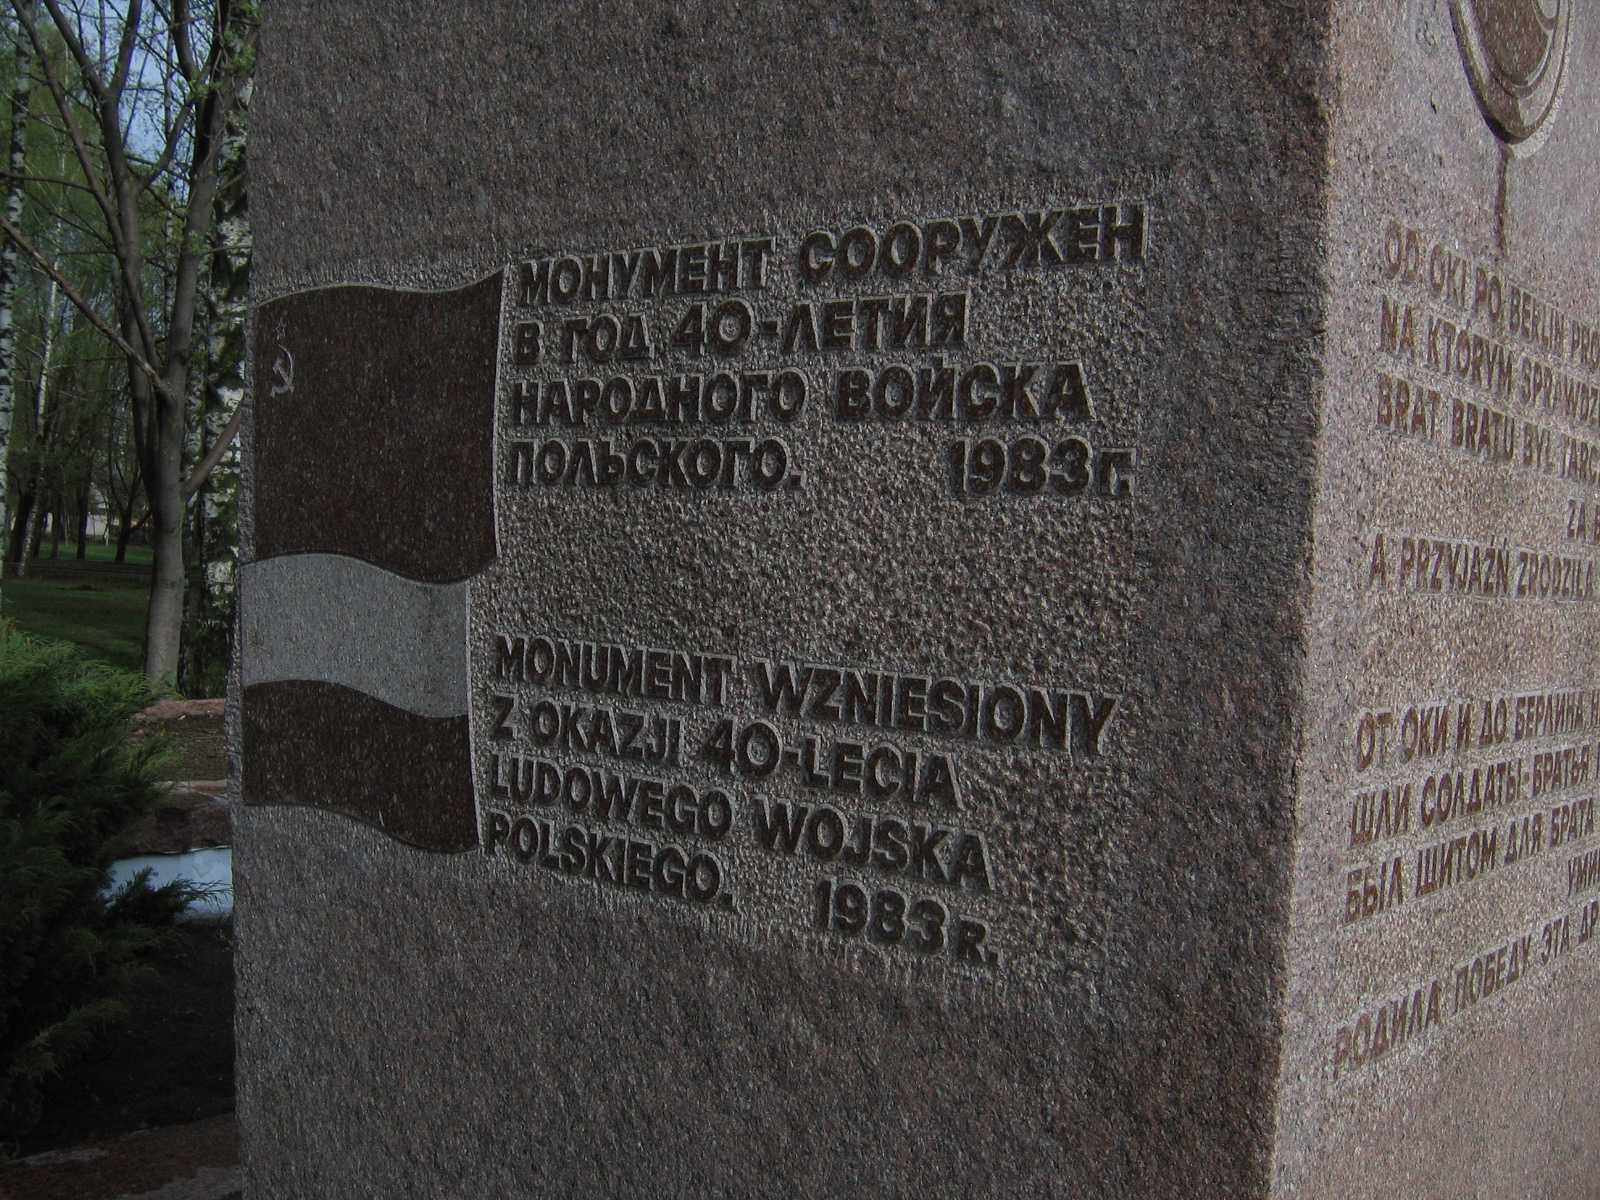 МОНУМЕНТ СООРУЖЕН
В ГОД 40-ЛЕТИЯ
НАРОДНОГО ВОЙСКА
ПОЛЬСКОГО. 1983 г.
MONUMENT WZNIESIONY
Z OKAZJI 40-LECIA
LUDOWEGO WOJSKA
POLSKIEGO. 1983 R.
OD OKI PO BERLIN
NA KTÓRYM
BRAT BRATU BYŁ
ZA
A PRZYJAŹŃ ZRODZIŁA
ОТ ОКИ И ДО БЕРЛИНА
ШЛИ СОЛДАТЫ-БРАТЬЯ
БЫЛ ЩИТОМ ДЛЯ БРАТА
РОДИЛА ПОБЕДУ ЭТА